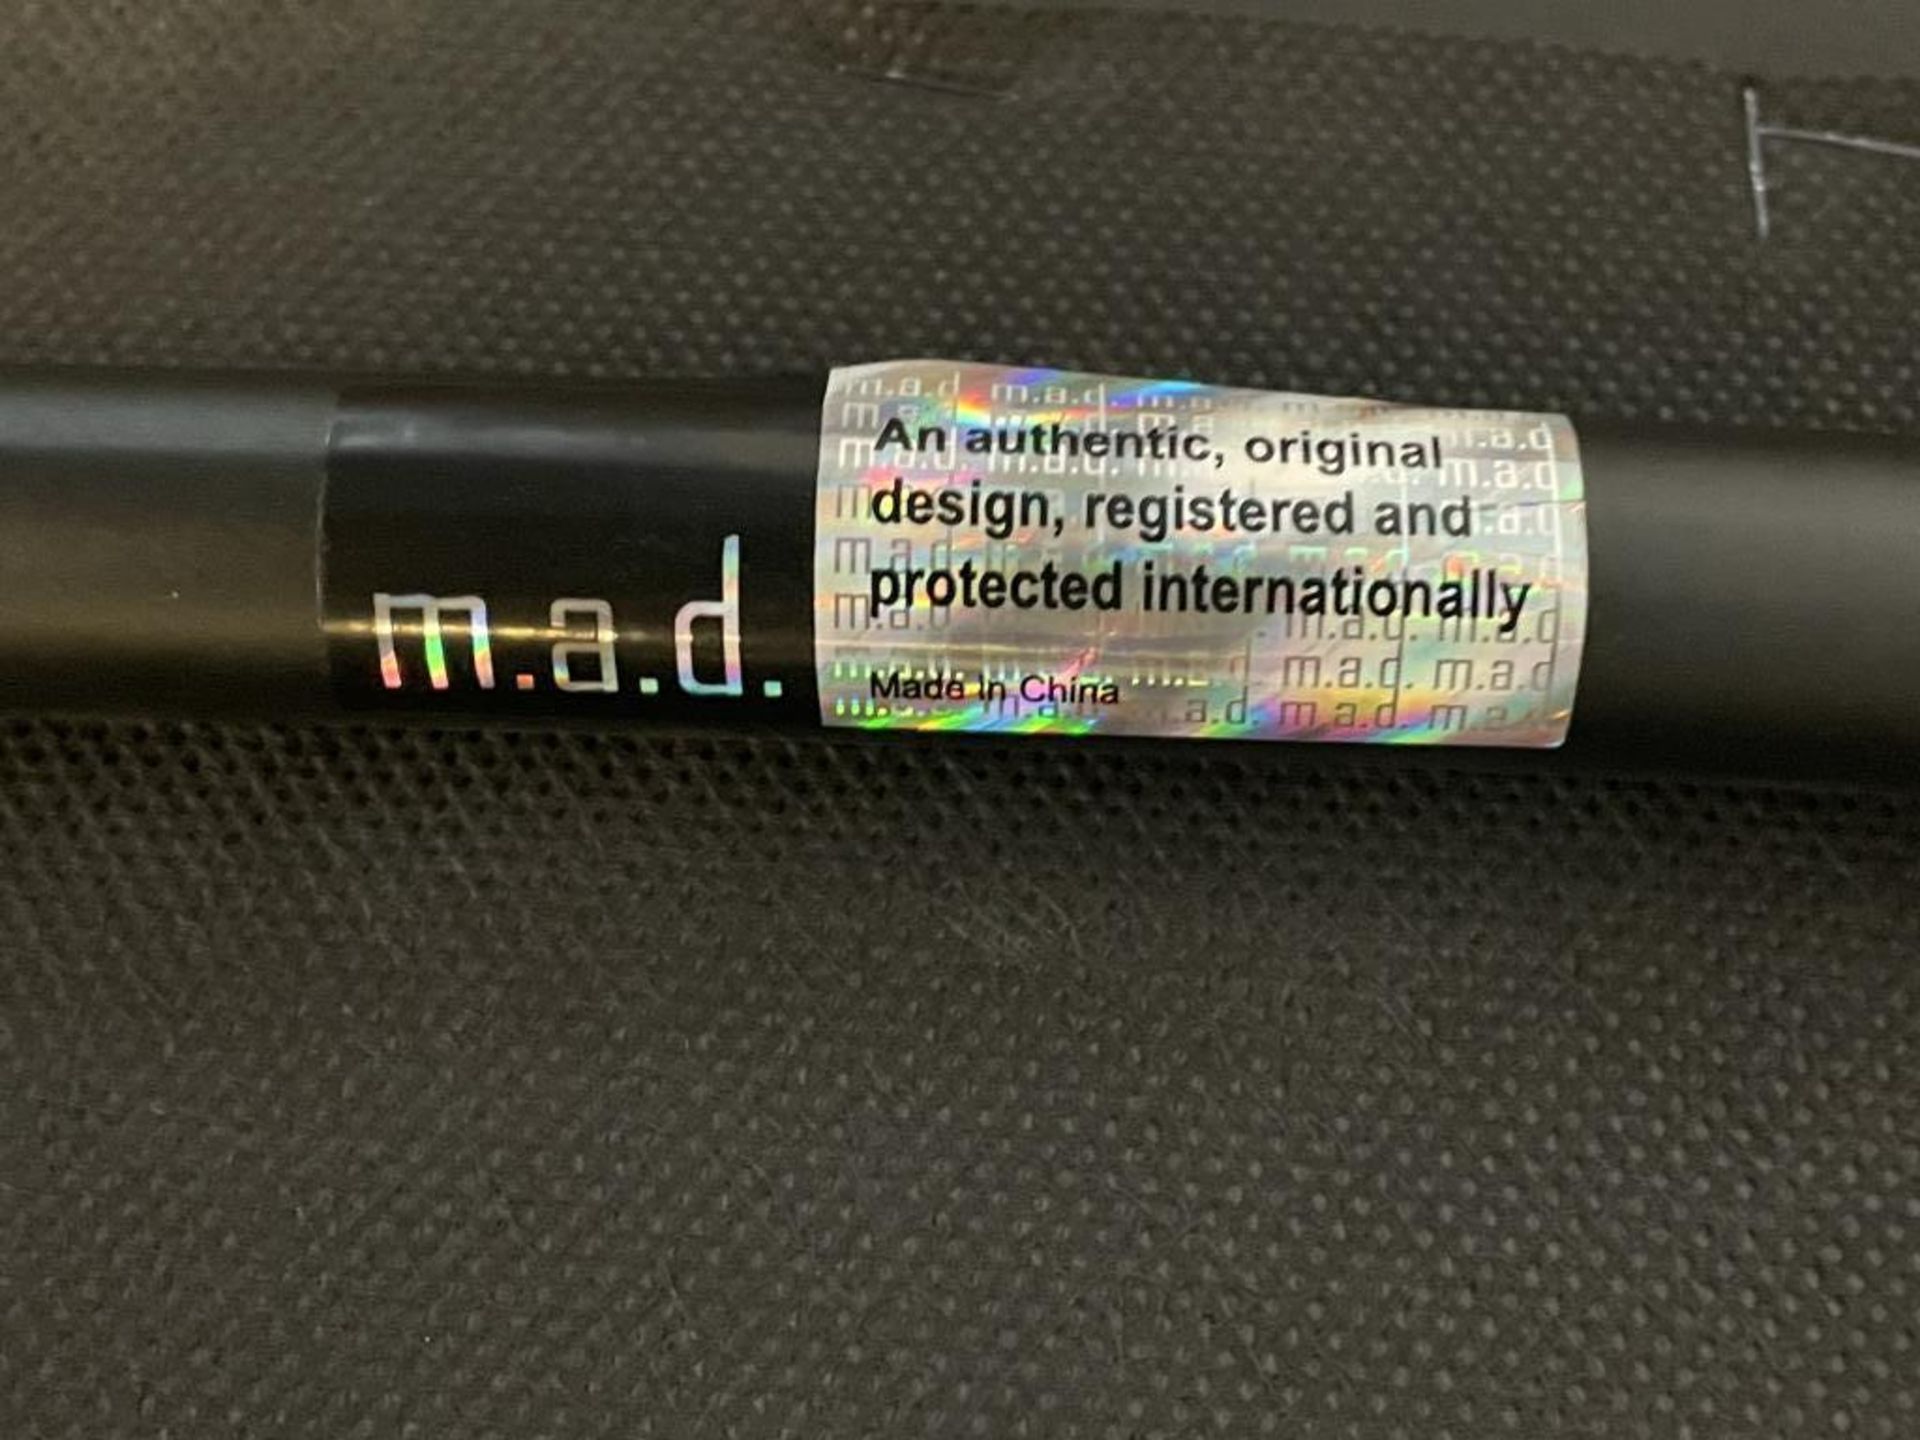 m.a.d.
An authentic, original
design, registered and
protected internationally
Made in China